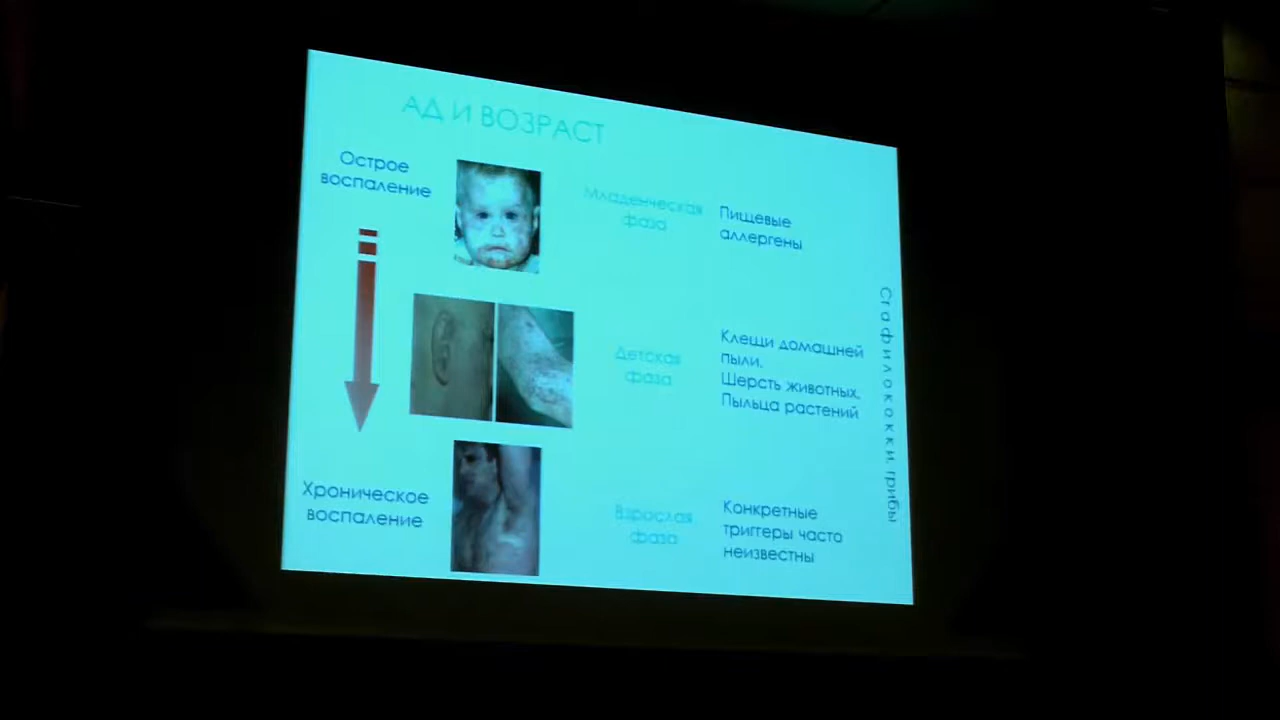 АД И ВОЗРАСТ
Острое
воспаление
Младенческая
фаза
Пищевые
аллергены
Детская
фаза
Клещи домашней
пыли.
Шерсть животных.
Пыльца растений
Хроническое
воспаление
Взрослая
фаза
Конкретные
триггеры часто
неизвестны
Стафилококки, грибы